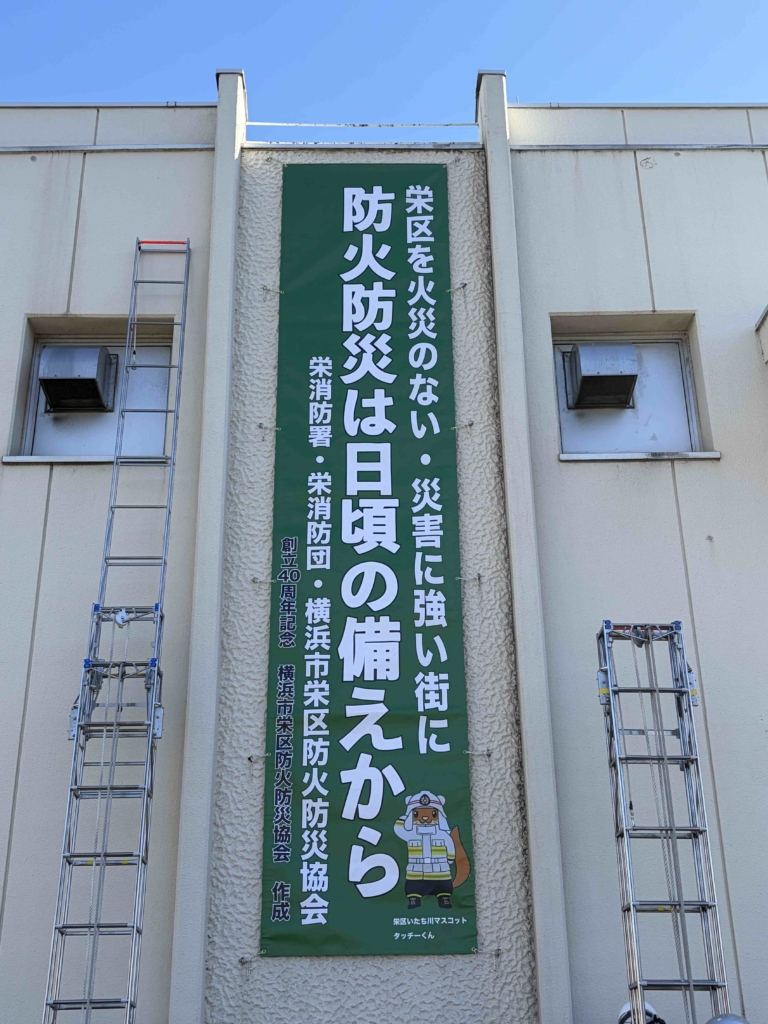 栄区を火災のない・災害に強い街に
防火防災は日頃の備えから
栄消防署・栄消防団・横浜市栄区防火防災協会
創立40周年記念 横浜市栄区防火防災協会 作成
栄区いたち川マスコット
タッチーくん